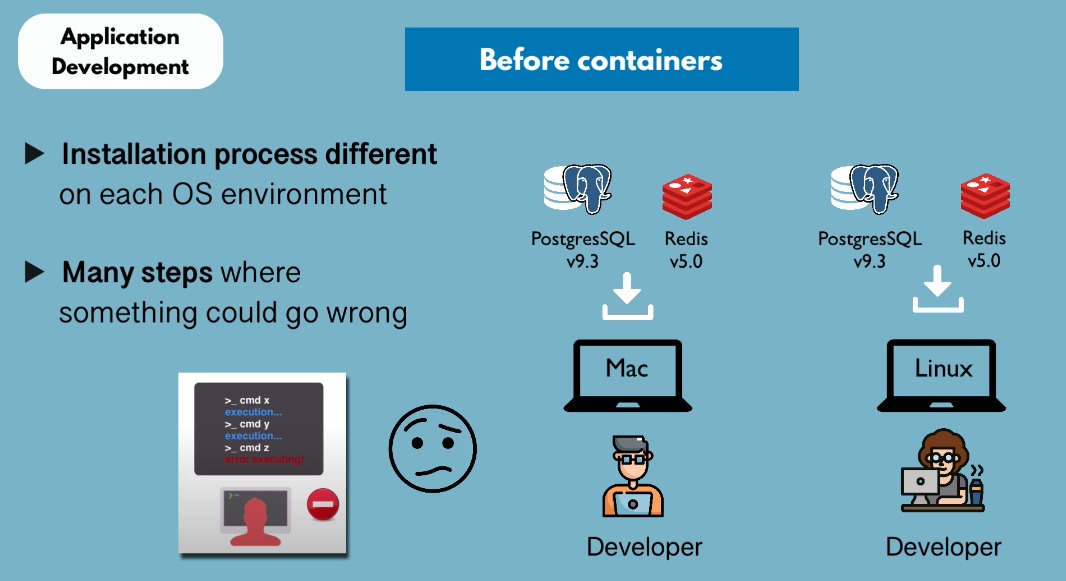 Application
Development
Before containers
Installation process different
on each OS environment
Many steps where
something could go wrong
>_ cmd x
execution...
>_ cmd y
execution...
>_ cmd z
error executing!
PostgresSQL
v9.3
Redis
v5.0
Mac
Developer
PostgresSQL
v9.3
Redis
v5.0
Linux
Developer